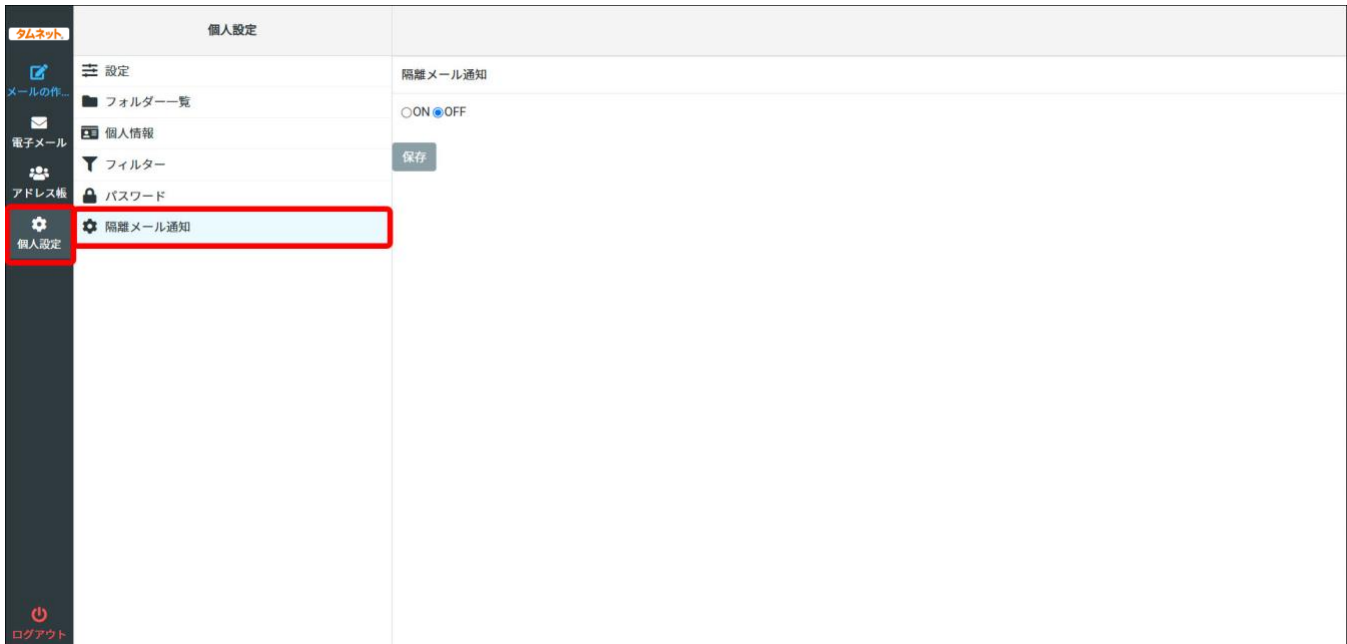 タムネット
メールの作...
電子メール
アドレス帳
個人設定
ログアウト
個人設定
設定
フォルダー一覧
個人情報
フィルター
パスワード
隔離メール通知
隔離メール通知
ON OFF
保存